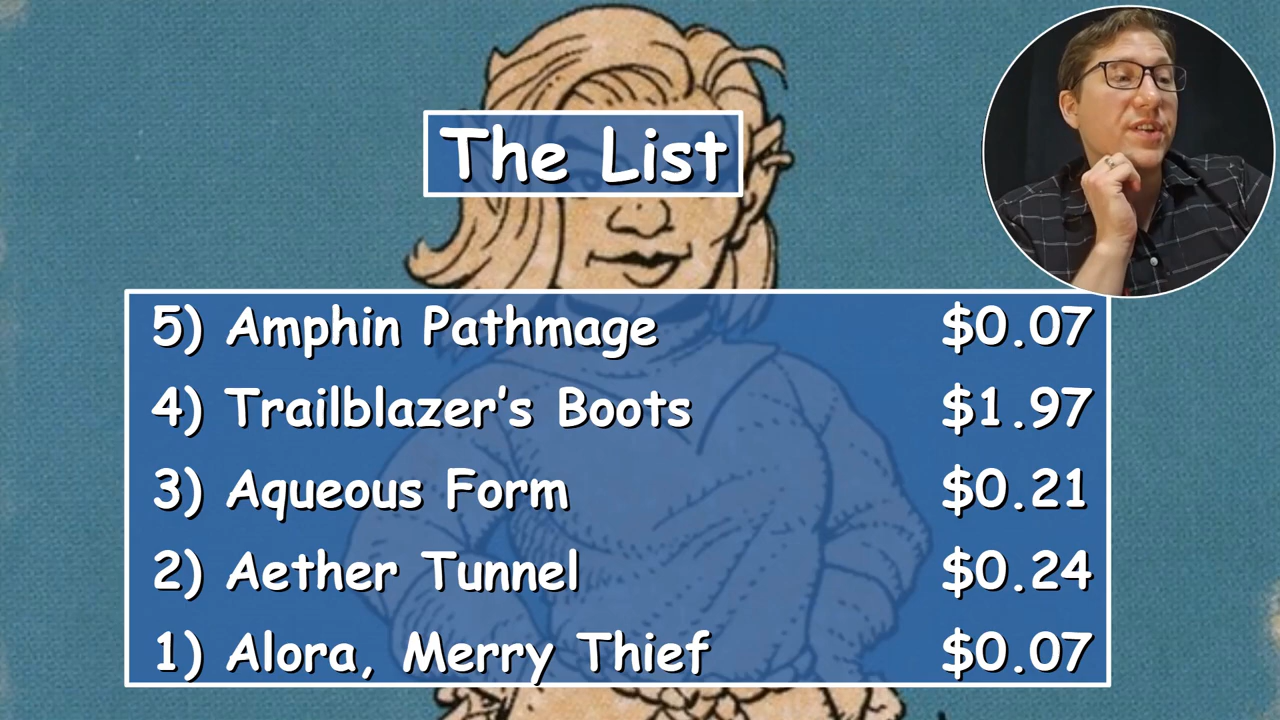 The List
5) Amphin Pathmage $0.07
4) Trailblazer's Boots $1.97
3) Aqueous Form $0.21
2) Aether Tunnel $0.24
1) Alora, Merry Thief $0.07